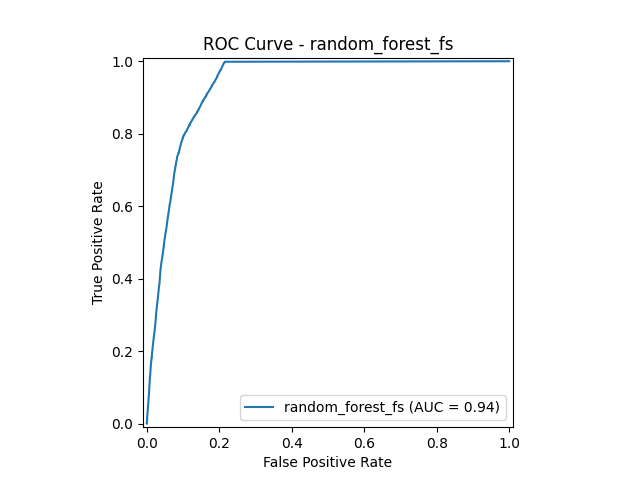 ROC Curve - random_forest_fs
1.0
0.8
0.6
0.4
0.2
0.0
True Positive Rate
random_forest_fs (AUC = 0.94)
0.0 0.2 0.4 0.6 0.8 1.0
False Positive Rate